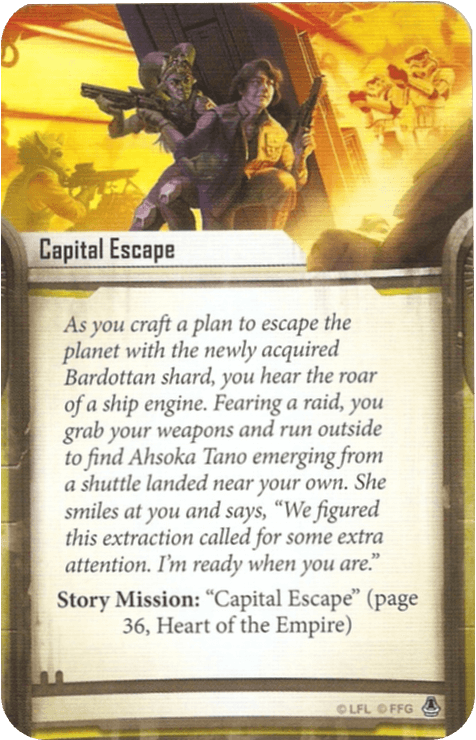 Capital Escape
As you craft a plan to escape the
planet with the newly acquired
Bardottan shard, you hear the roar
of a ship engine. Fearing a raid, you
grab your weapons and run outside
to find Ahsoka Tano emerging from
a shuttle landed near your own. She
smiles at you and says, “We figured
this extraction called for some extra
attention. I’m ready when you are.”
Story Mission: “Capital Escape” (page
36, Heart of the Empire)
© LFL © FFG